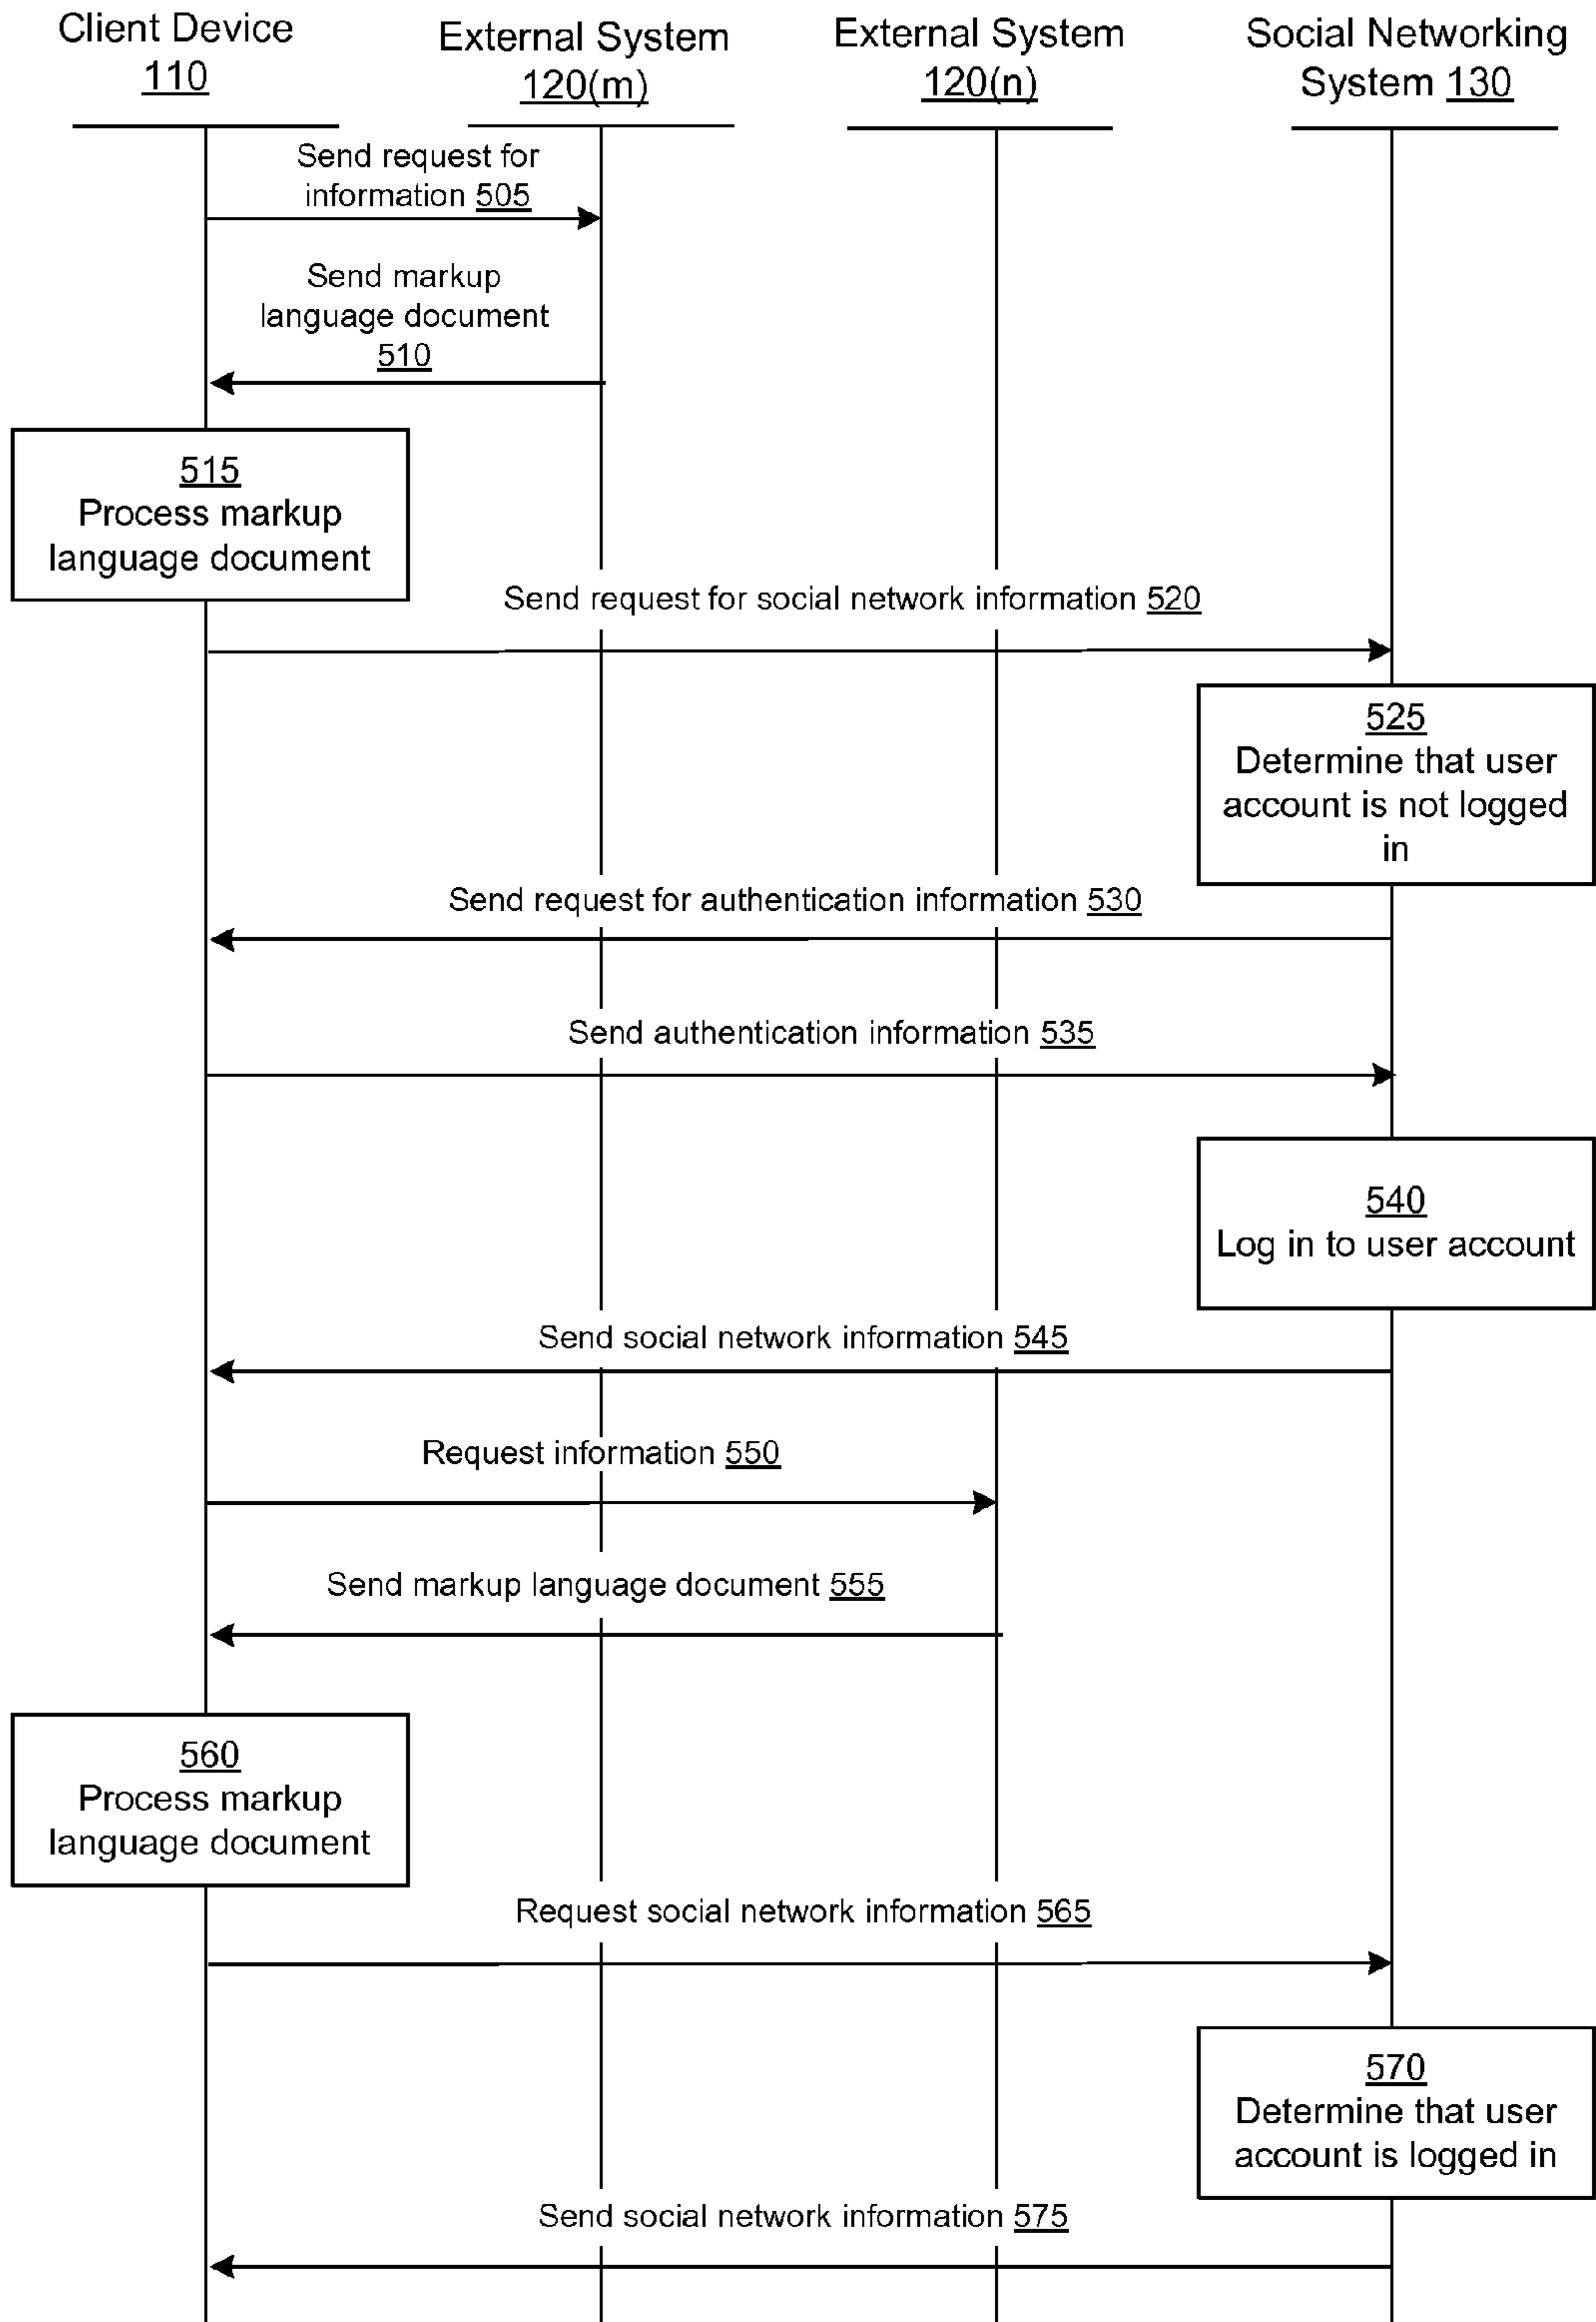 Client Device
110
External System
120(m)
External System
120(n)
Social Networking
System 130
Send request for
information 505
Send markup
language document
510
515
Process markup
language document
Send request for social network information 520
525
Determine that user
account is not logged
in
Send request for authentication information 530
Send authentication information 535
540
Log in to user account
Send social network information 545
Request information 550
Send markup language document 555
560
Process markup
language document
Request social network information 565
570
Determine that user
account is logged in
Send social network information 575